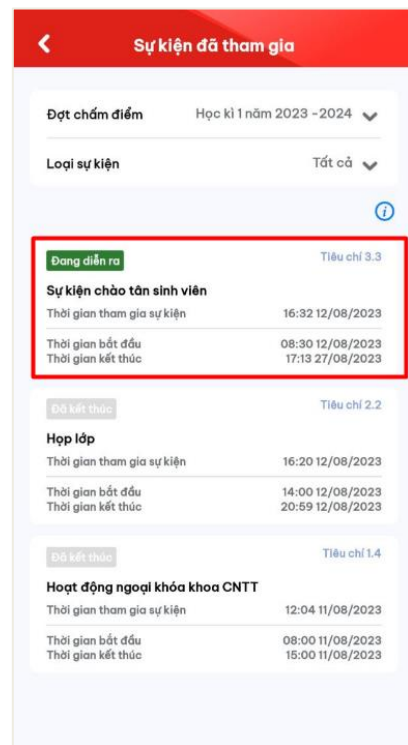 Sự kiện đã tham gia
Đợt chấm điểm Học kì 1 năm 2023 -2024
Loại sự kiện Tất cả
i
Đang diễn ra Tiêu chí 3.3
Sự kiện chào tân sinh viên
Thời gian tham gia sự kiện 16:32 12/08/2023
Thời gian bắt đầu 08:30 12/08/2023
Thời gian kết thúc 17:13 27/08/2023
Đã kết thúc Tiêu chí 2.2
Họp lớp
Thời gian tham gia sự kiện 16:20 12/08/2023
Thời gian bắt đầu 14:00 12/08/2023
Thời gian kết thúc 20:59 12/08/2023
Đã kết thúc Tiêu chí 1.4
Hoạt động ngoại khóa khoa CNTT
Thời gian tham gia sự kiện 12:04 11/08/2023
Thời gian bắt đầu 08:00 11/08/2023
Thời gian kết thúc 15:00 11/08/2023